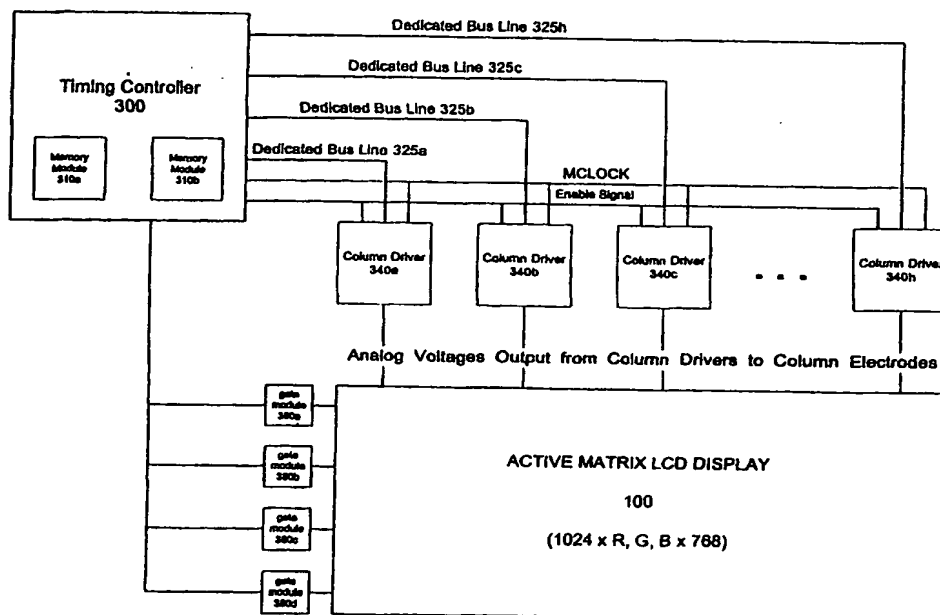 Dedicated Bus Line 325h
Dedicated Bus Line 325c
Timing Controller
300
Dedicated Bus Line 325b
Dedicated Bus Line 325a
Memory
Module
310a
Memory
Module
310b
MCLOCK
Enable Signal
Column Driver
340a
Column Driver
340b
Column Driver
340c
. . .
Column Driver
340h
Analog Voltages Output from Column Drivers to Column Electrodes
gate
module
380a
gate
module
380b
gate
module
380c
gate
module
380d
ACTIVE MATRIX LCD DISPLAY
100
(1024 x R, G, B x 768)